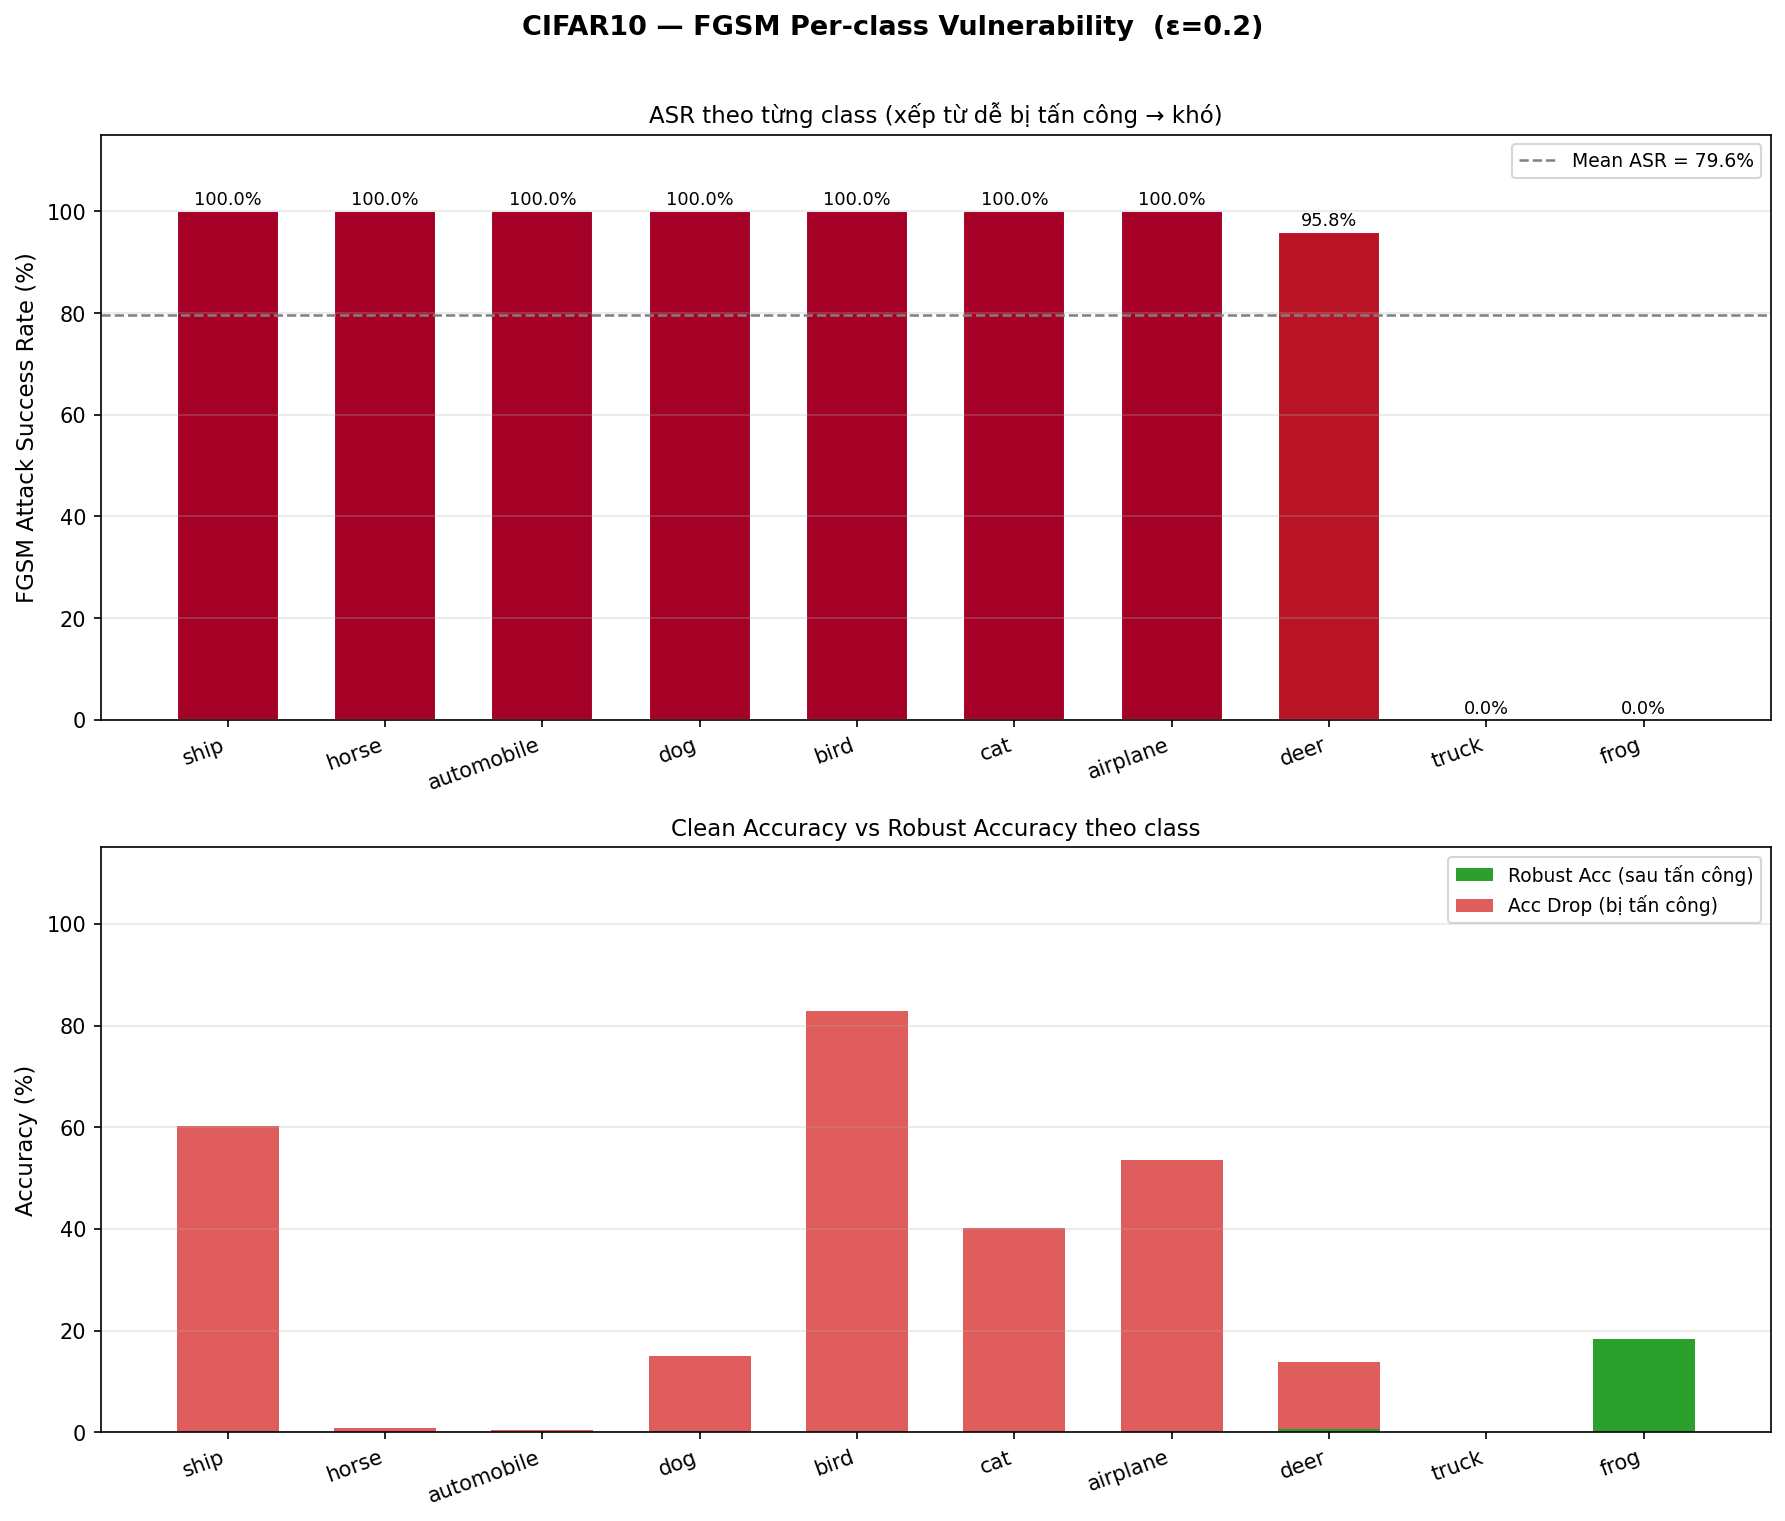 CIFAR10 — FGSM Per-class Vulnerability (ε=0.2)
ASR theo từng class (xếp từ dễ bị tấn công → khó)
Mean ASR = 79.6%
FGSM Attack Success Rate (%)
100
80
60
40
20
0
100.0% 100.0% 100.0% 100.0% 100.0% 100.0% 100.0% 95.8% 0.0% 0.0%
ship horse automobile dog bird cat airplane deer truck frog
Clean Accuracy vs Robust Accuracy theo class
Robust Acc (sau tấn công)
Acc Drop (bị tấn công)
Accuracy (%)
100
80
60
40
20
0
ship horse automobile dog bird cat airplane deer truck frog